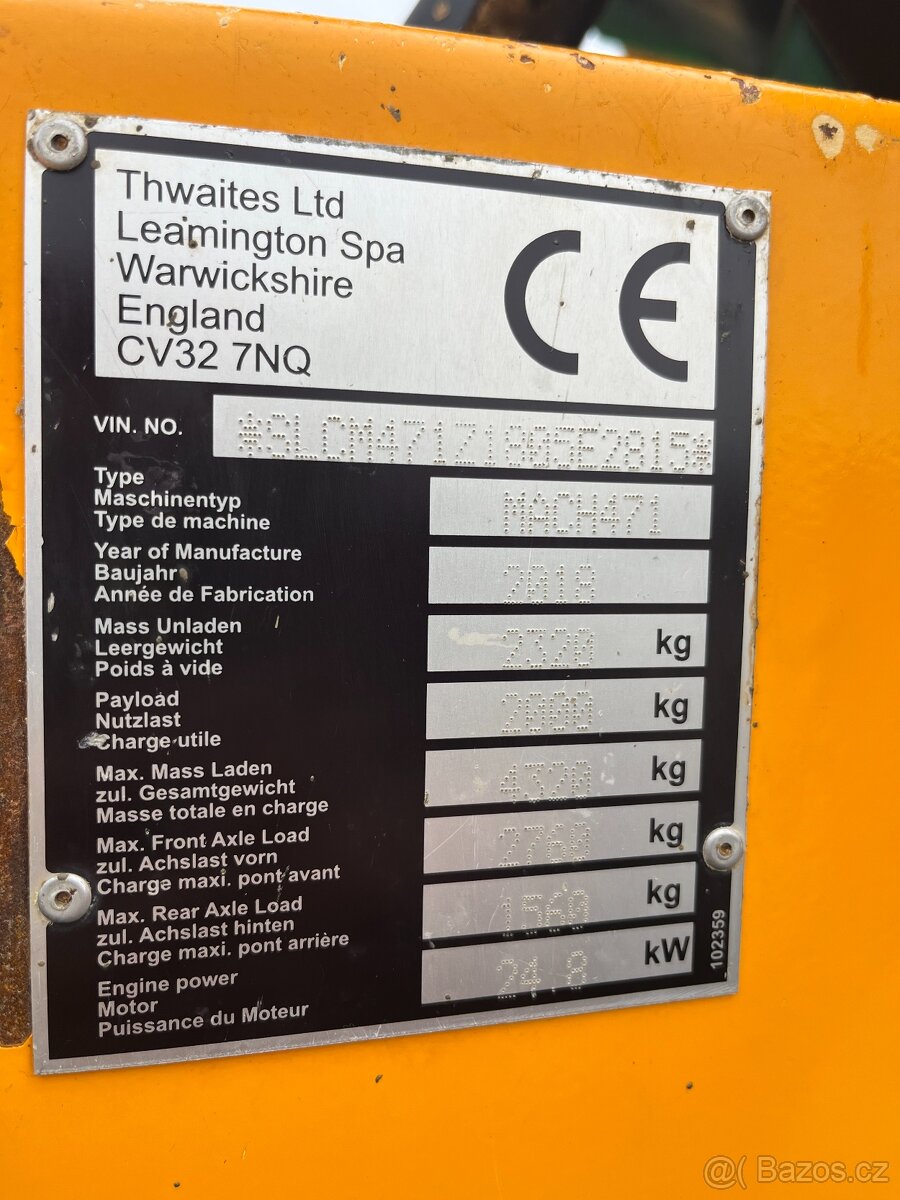 Thwaites Ltd
Leamington Spa
Warwickshire
England
CV32 7NQ
CE
VIN. NO.
*SLCM471Z1805E2815*
Type
Maschinentyp
Type de machine
MACH471
Year of Manufacture
Baujahr
Année de Fabrication
2018
Mass Unladen
Leergewicht
Poids à vide
2320 kg
Payload
Nutzlast
Charge utile
2000 kg
Max. Mass Laden
zul. Gesamtgewicht
Masse totale en charge
4320 kg
Max. Front Axle Load
zul. Achslast vorn
Charge maxi. pont avant
2760 kg
Max. Rear Axle Load
zul. Achslast hinten
Charge maxi. pont arrière
1560 kg
Engine power
Motor
Puissance du Moteur
24.8 kW
102359
@( Bazos.cz